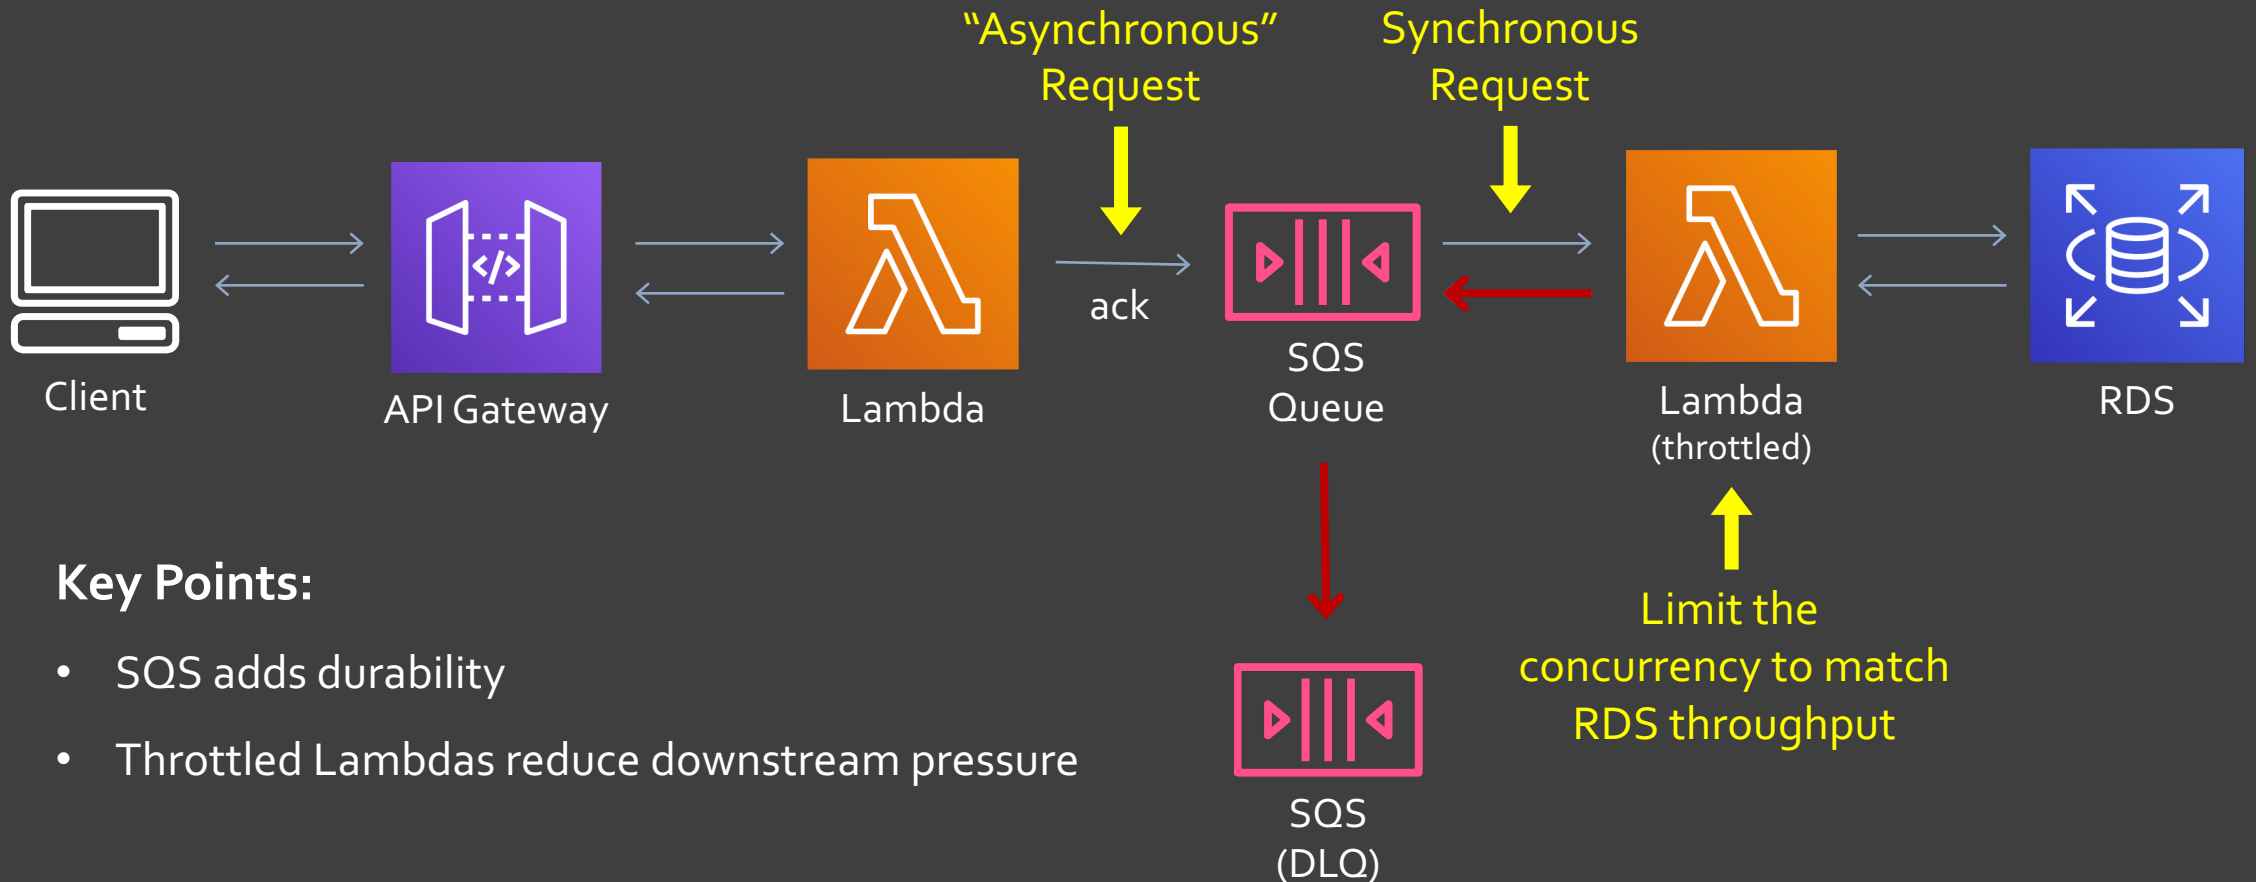 “Asynchronous”
Request
Synchronous
Request
ack
Client
API Gateway
Lambda
SQS
Queue
Lambda
(throttled)
RDS
Key Points:
• SQS adds durability
• Throttled Lambdas reduce downstream pressure
Limit the
concurrency to match
RDS throughput
SQS
(DLQ)